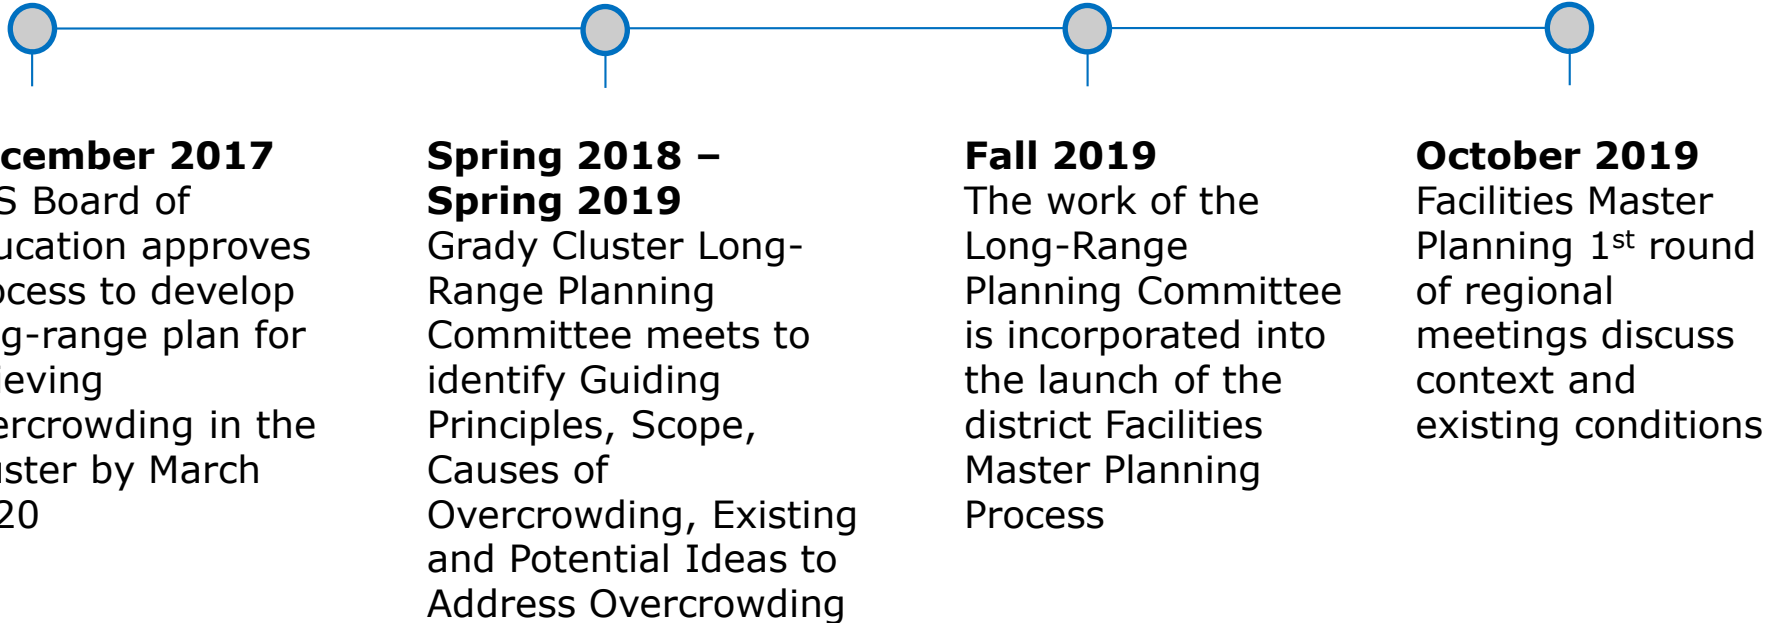 cember 2017
S Board of
ucation approves
ocess to develop
g-range plan for
ieving
ercrowding in the
uster by March
20
Spring 2018 –
Spring 2019
Grady Cluster Long-
Range Planning
Committee meets to
identify Guiding
Principles, Scope,
Causes of
Overcrowding, Existing
and Potential Ideas to
Address Overcrowding
Fall 2019
The work of the
Long-Range
Planning Committee
is incorporated into
the launch of the
district Facilities
Master Planning
Process
October 2019
Facilities Master
Planning 1st round
of regional
meetings discuss
context and
existing conditions